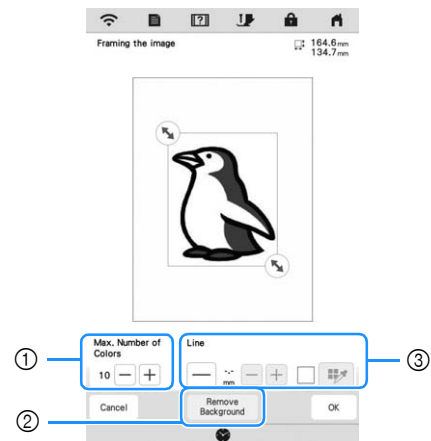 Framing the image
164.6mm
134.7mm
Max. Number of
Colors
10 − +
Line
-.-
mm
− +
Cancel
Remove
Background
OK
①
②
③